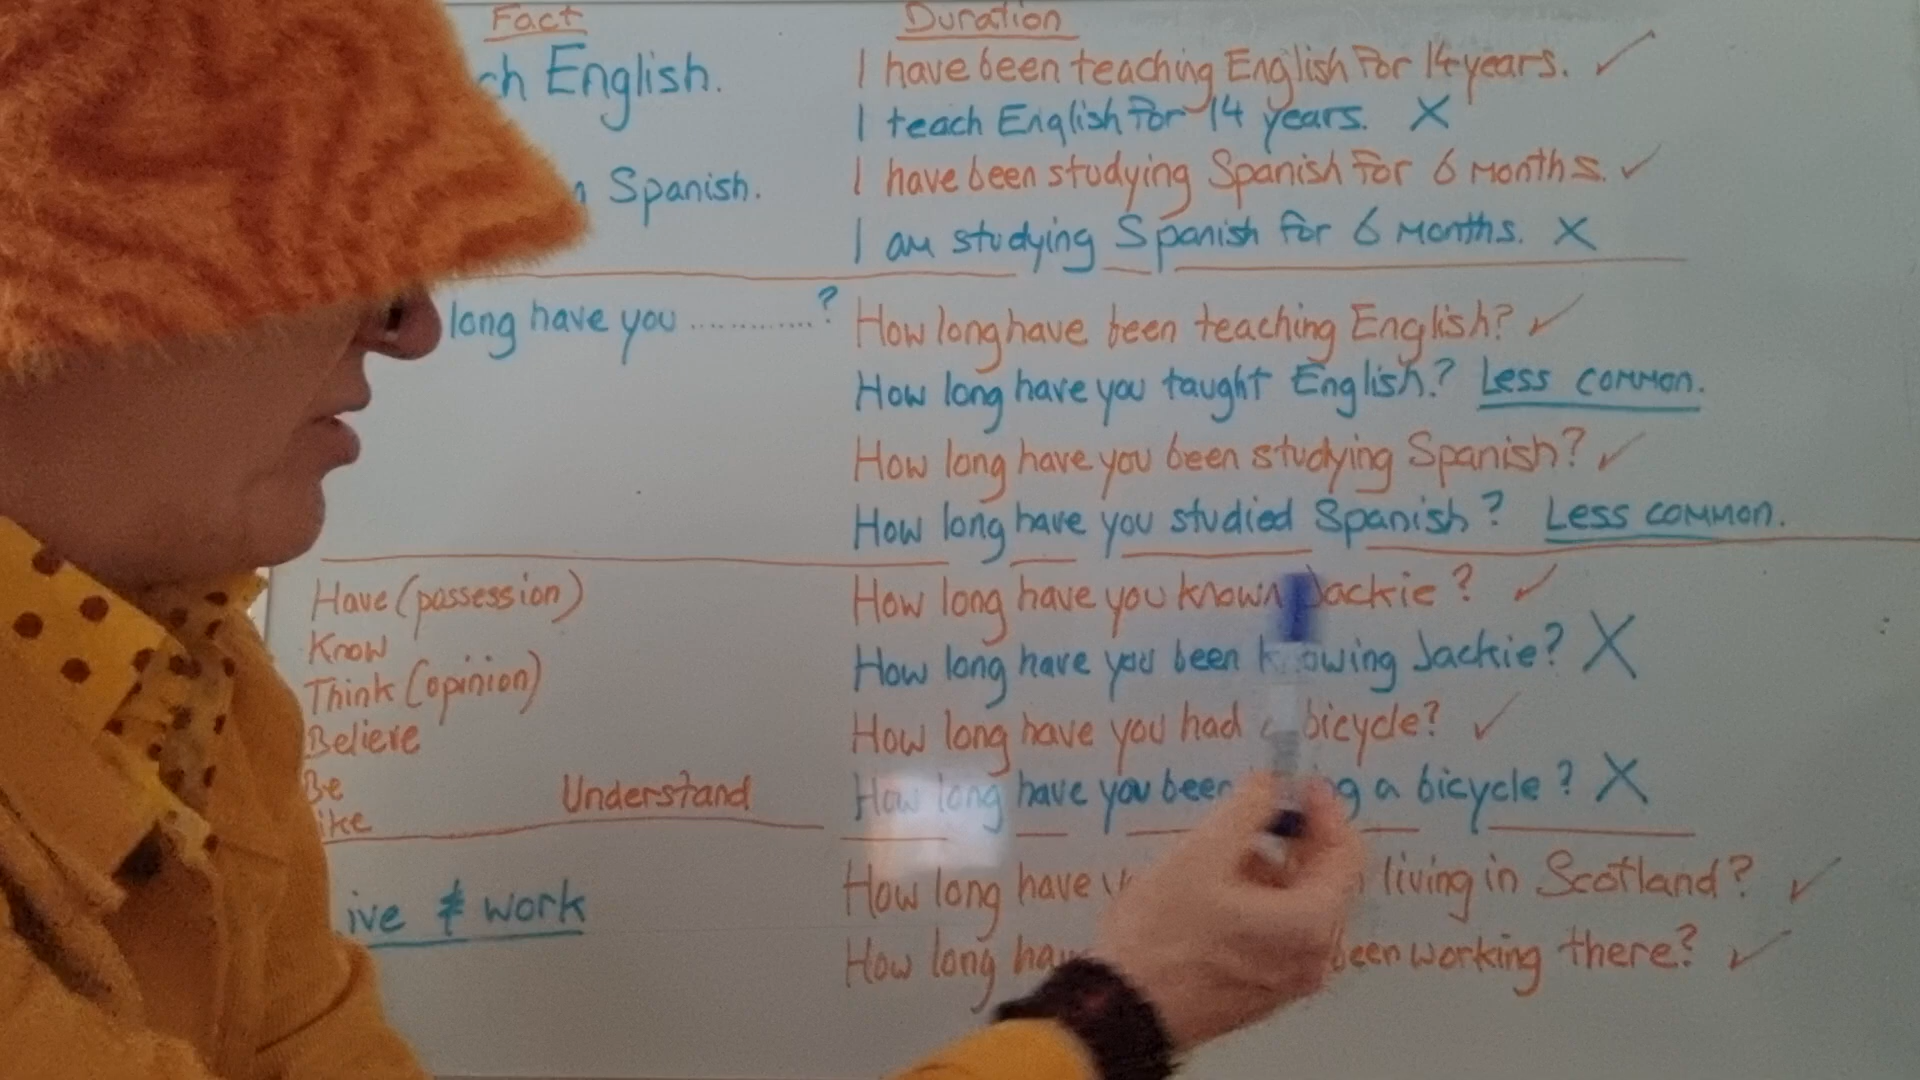 Fact
Duration
ch English.
I have been teaching English for 14 years. ✓
I teach English for 14 years. X
Spanish.
I have been studying Spanish for 6 months. ✓
I am studying Spanish for 6 months. X
long have you ............?
How long have been teaching English? ✓
How long have you taught English? Less common.
How long have you been studying Spanish? ✓
How long have you studied Spanish? Less common.
Have (possession)
Know
Think (opinion)
Believe
Be
ike
Understand
How long have you known Jackie? ✓
How long have you been knowing Jackie? X
How long have you had a bicycle? ✓
How long have you been g a bicycle? X
ive & work
How long have living in Scotland? ✓
How long been working there? ✓